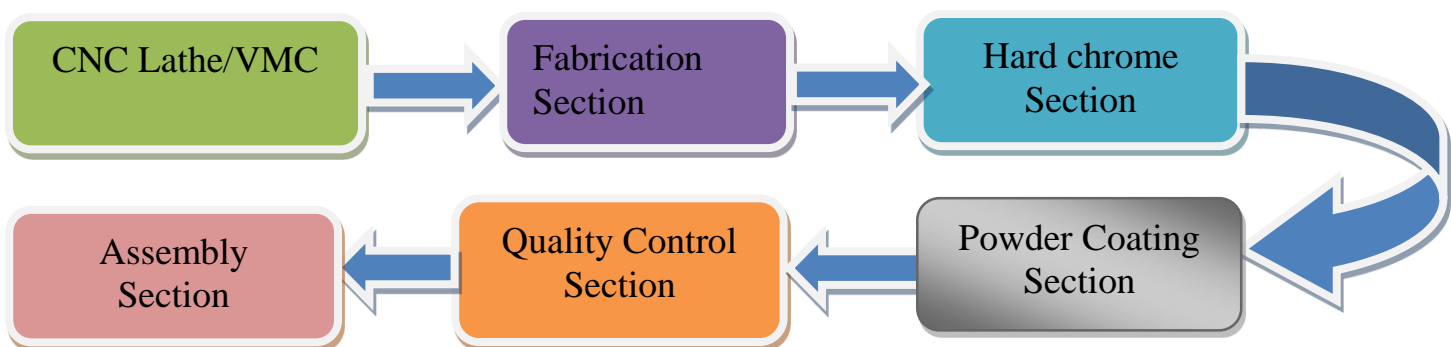 CNC Lathe/VMC
Fabrication
Section
Hard chrome
Section
Assembly
Section
Quality Control
Section
Powder Coating
Section